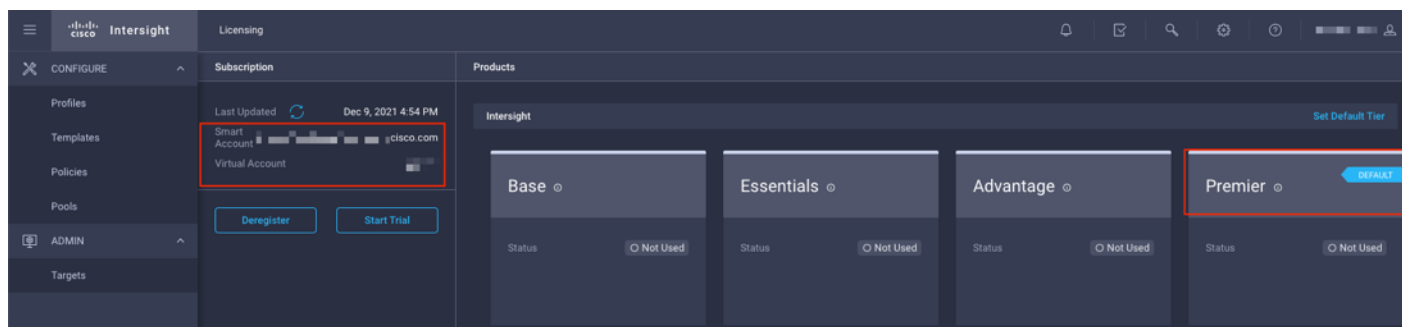 cisco Intersight
Licensing
CONFIGURE
Profiles
Templates
Policies
Pools
ADMIN
Targets
Subscription
Last Updated Dec 9, 2021 4:54 PM
Smart Account cisco.com
Virtual Account
Deregister Start Trial
Products
Intersight Set Default Tier
Base
Status Not Used
Essentials
Status Not Used
Advantage
Status Not Used
Premier DEFAULT
Status Not Used